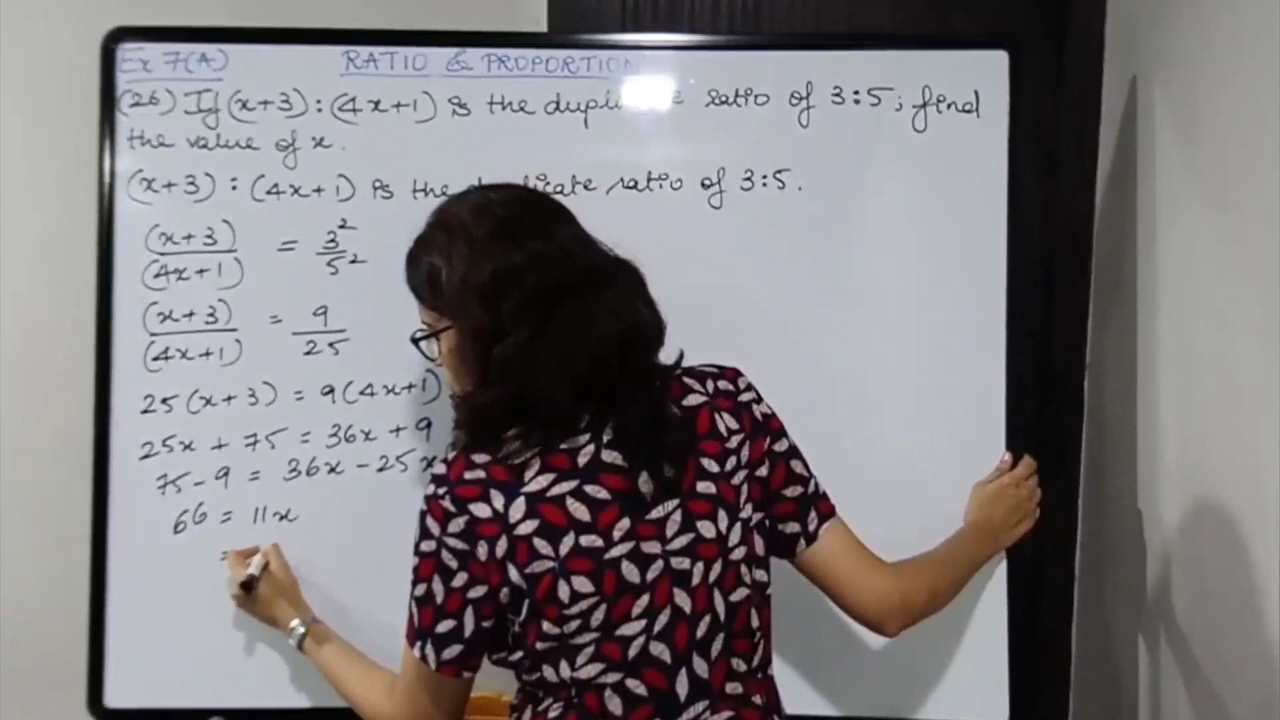 Ex 7(A) RATIO & PROPORTION
(26) If (x+3) : (4x+1) is the ratio of 3:5; find
the value of x.
(x+3) : (4x+1) is the ratio of 3:5.
(x+3)/(4x+1) = 3²/5²
(x+3)/(4x+1) = 9/25
25(x+3) = 9(4x+1)
25x + 75 = 36x + 9
75-9 = 36x - 25x
66 = 11x
=